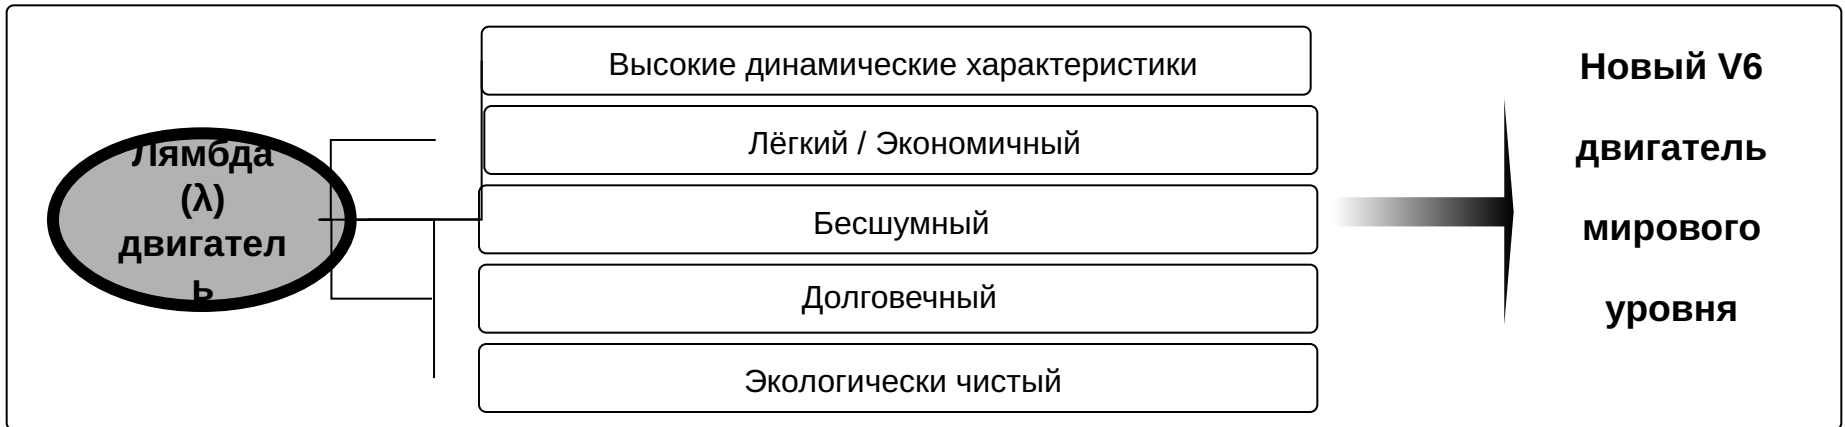 Лямбда
(λ)
двигател
ь
Высокие динамические характеристики
Лёгкий / Экономичный
Бесшумный
Долговечный
Экологически чистый
Новый V6
двигатель
мирового
уровня